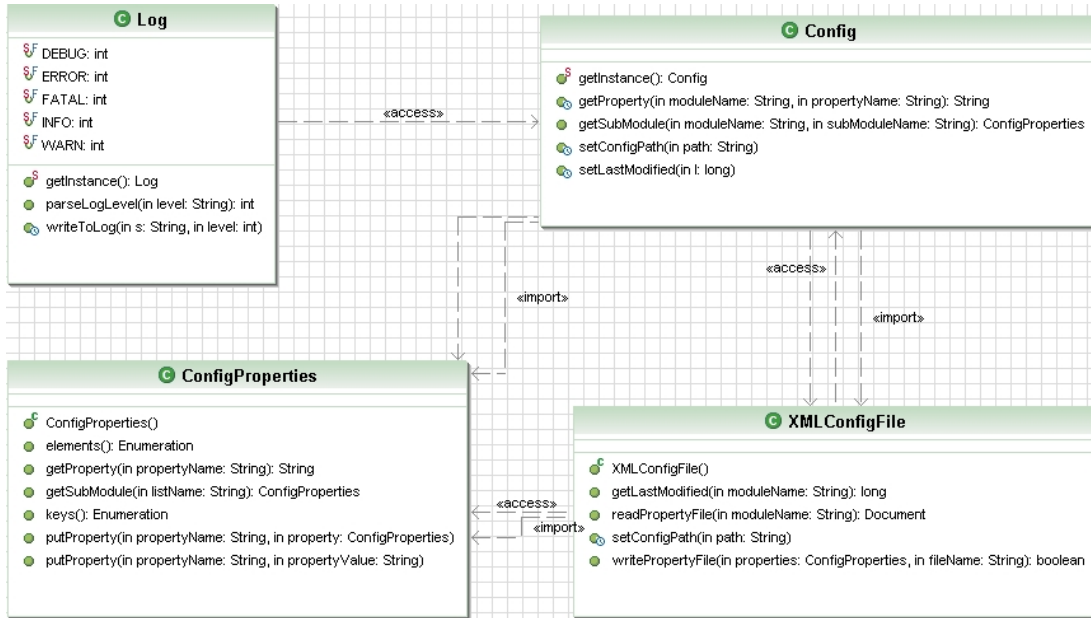 Log
DEBUG: int
ERROR: int
FATAL: int
INFO: int
WARN: int
getInstance(): Log
parseLogLevel(in level: String): int
writeToLog(in s: String, in level: int)
«access»
Config
getInstance(): Config
getProperty(in moduleName: String, in propertyName: String): String
getSubModule(in moduleName: String, in subModuleName: String): ConfigProperties
setConfigPath(in path: String)
setLastModified(in l: long)
«access»
«import»
«import»
ConfigProperties
ConfigProperties()
elements(): Enumeration
getProperty(in propertyName: String): String
getSubModule(in listName: String): ConfigProperties
keys(): Enumeration
putProperty(in propertyName: String, in property: ConfigProperties)
putProperty(in propertyName: String, in propertyValue: String)
«access»
«import»
XMLConfigFile
XMLConfigFile()
getLastModified(in moduleName: String): long
readPropertyFile(in moduleName: String): Document
setConfigPath(in path: String)
writePropertyFile(in properties: ConfigProperties, in fileName: String): boolean